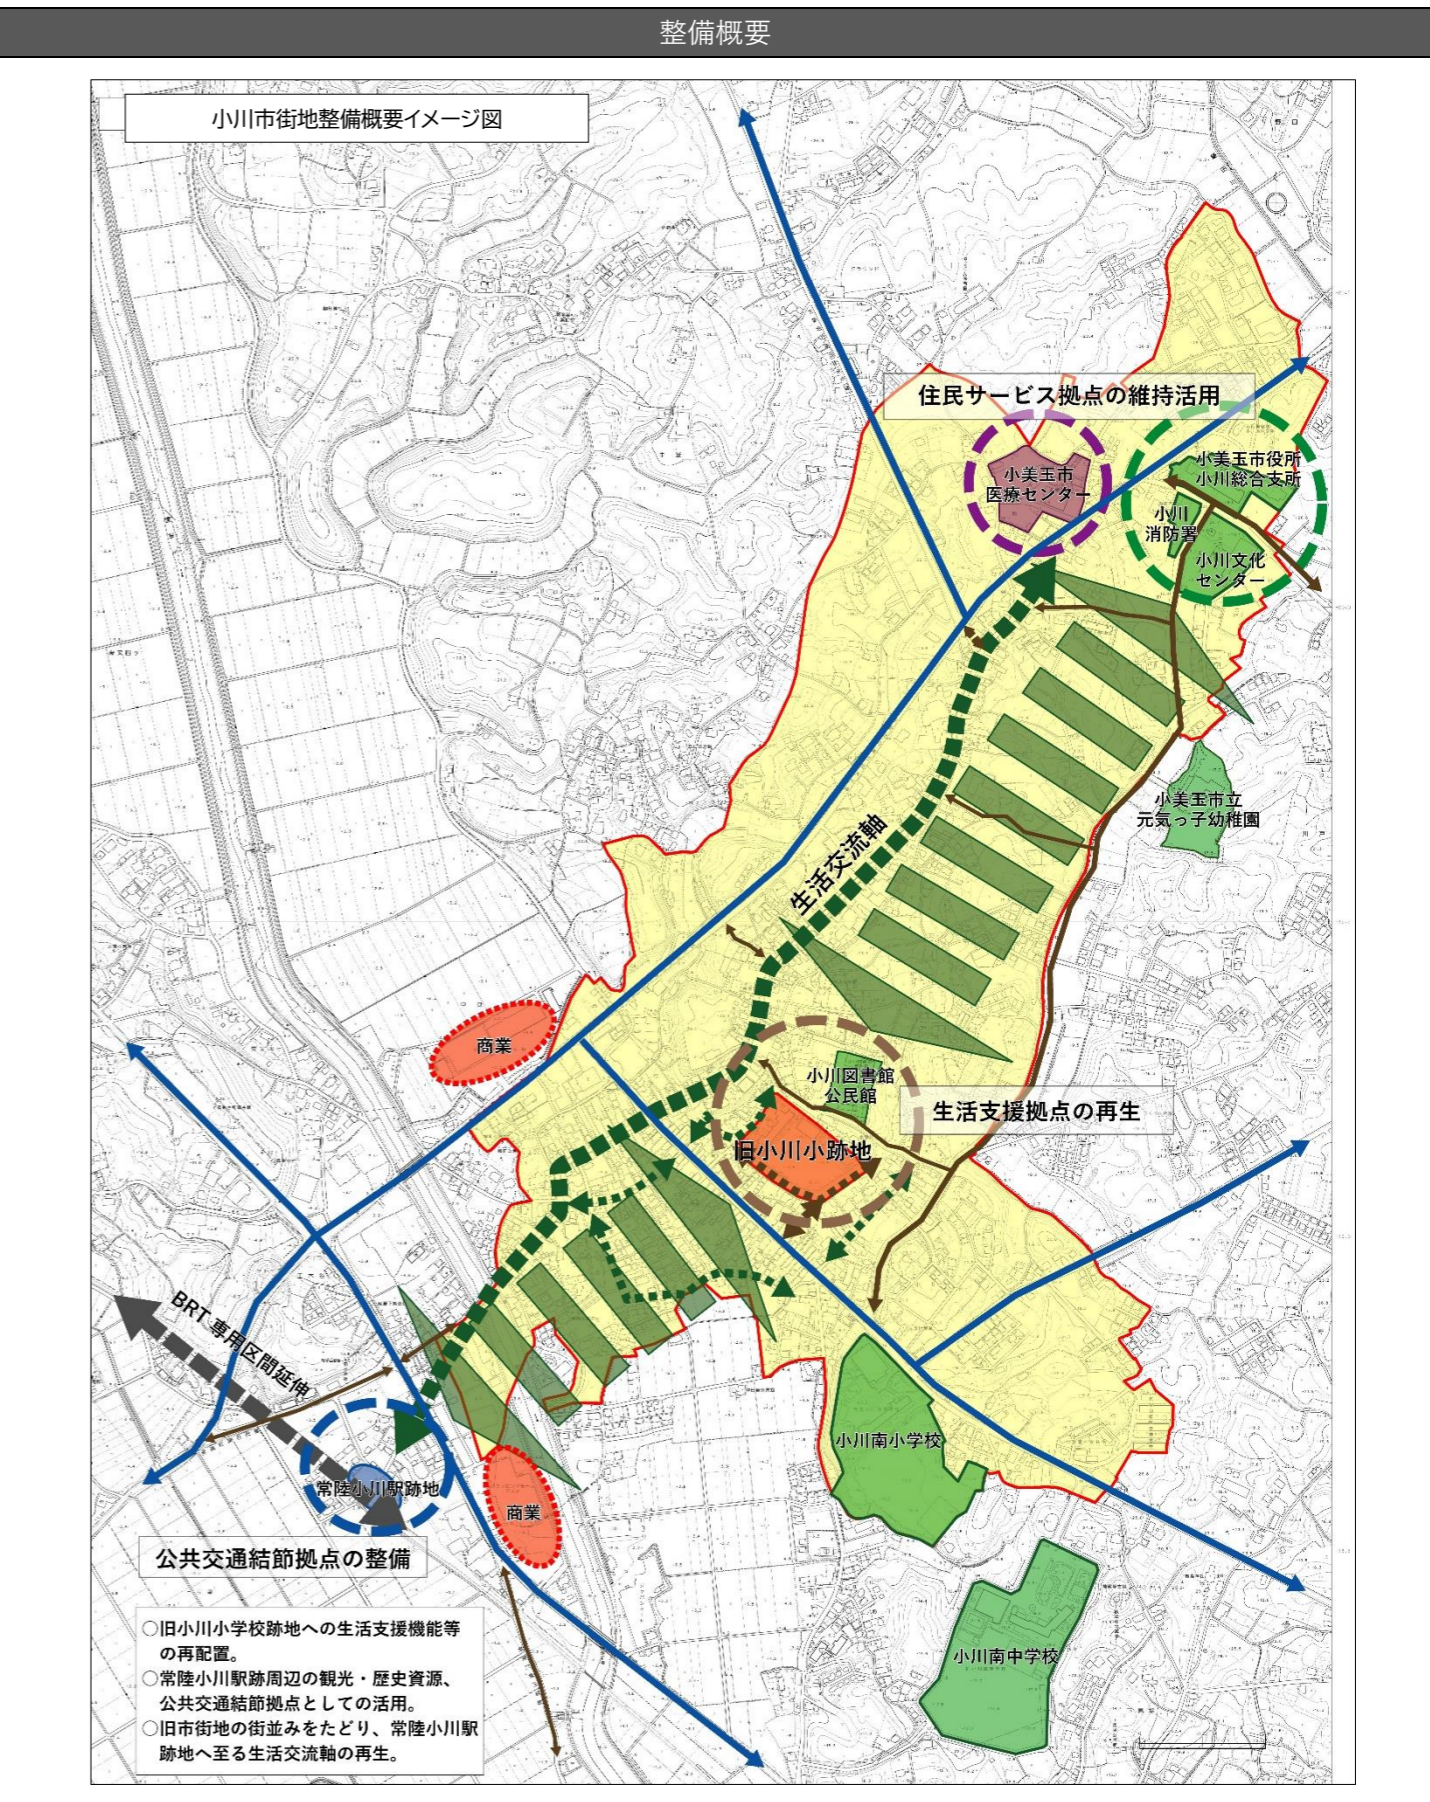 整備概要
小川市街地整備概要イメージ図
住民サービス拠点の維持活用
小美玉市
医療センター
小美玉市役所
小川総合支所
小川
消防署
小川文化
センター
小美玉市立
元気っ子幼稚園
生活交流軸
商業
小川図書館
公民館
生活支援拠点の再生
旧小川小跡地
BRT 専用区間延伸
小川南小学校
常陸小川駅跡地
商業
公共交通結節拠点の整備
○旧小川小学校跡地への生活支援機能等
の再配置。
○常陸小川駅跡周辺の観光・歴史資源、
公共交通結節拠点としての活用。
○旧市街地の街並みをたどり、常陸小川駅
跡地へ至る生活交流軸の再生。
小川南中学校